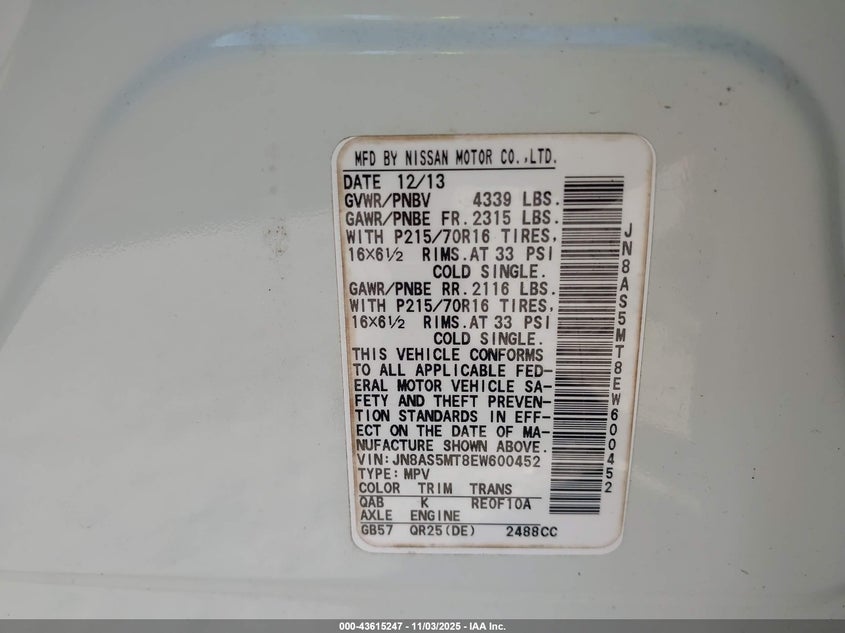 MFD BY NISSAN MOTOR CO.,LTD.
DATE 12/13
GVWR/PNBV 4339 LBS.
GAWR/PNBE FR.2315 LBS.
WITH P215/70R16 TIRES,
16×6½ RIMS.AT 33 PSI
COLD SINGLE.
GAWR/PNBE RR.2116 LBS.
WITH P215/70R16 TIRES,
16×6½ RIMS.AT 33 PSI
COLD SINGLE.
THIS VEHICLE CONFORMS
TO ALL APPLICABLE FED–
ERAL MOTOR VEHICLE SA–
FETY AND THEFT PREVEN–
TION STANDARDS IN EFF–
ECT ON THE DATE OF MA–
NUFACTURE SHOWN ABOVE.
VIN:JN8AS5MT8EW600452
TYPE:MPV
COLOR TRIM TRANS
QAB K RE0F10A
AXLE ENGINE
GB57 QR25(DE) 2488CC
JN8AS5MT8EW600452
000-43615247 - 11/03/2025 - IAA Inc.